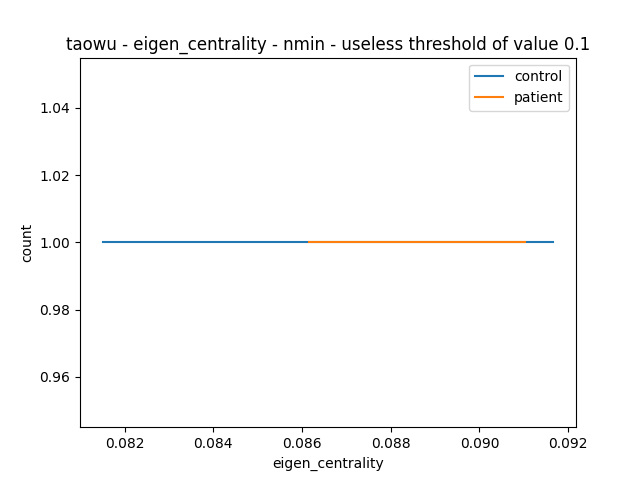 taowu - eigen_centrality - nmin - useless threshold of value 0.1
control
patient
1.04
1.02
1.00
0.98
0.96
count
0.082 0.084 0.086 0.088 0.090 0.092
eigen_centrality